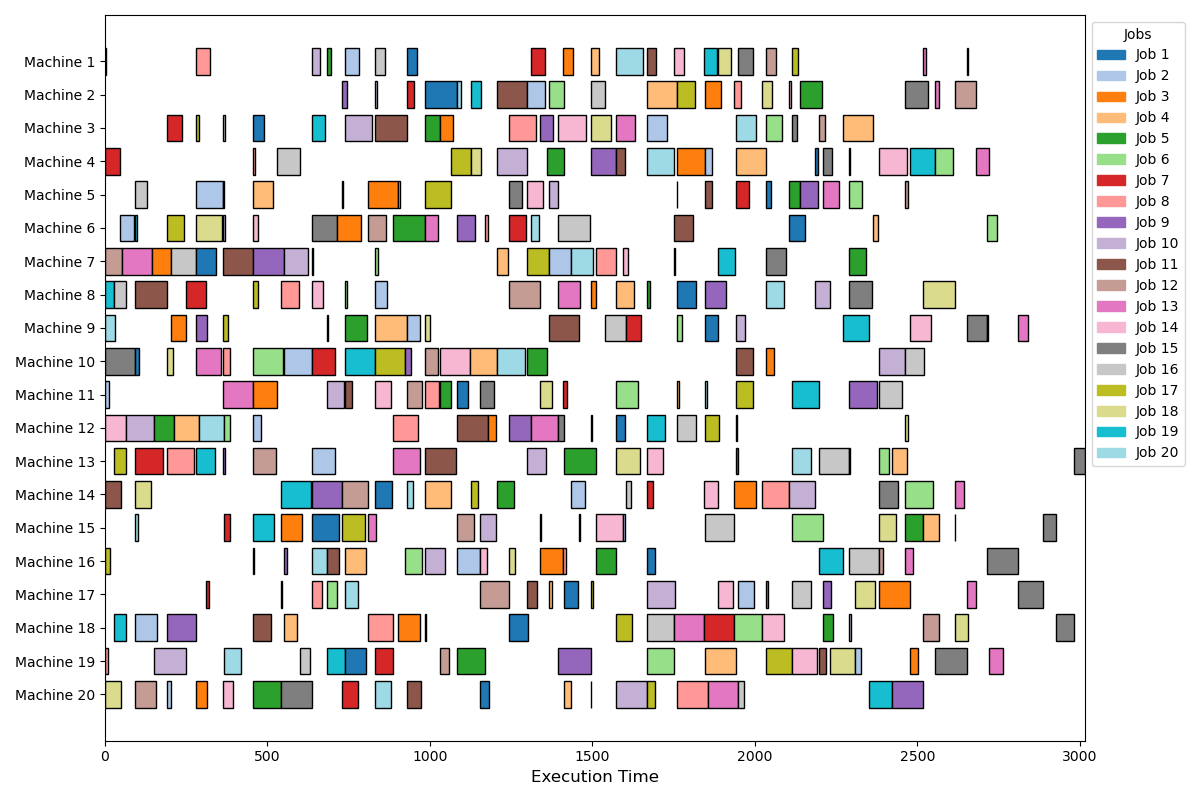 Machine 1
Machine 2
Machine 3
Machine 4
Machine 5
Machine 6
Machine 7
Machine 8
Machine 9
Machine 10
Machine 11
Machine 12
Machine 13
Machine 14
Machine 15
Machine 16
Machine 17
Machine 18
Machine 19
Machine 20
0 500 1000 1500 2000 2500 3000
Execution Time
Jobs
Job 1
Job 2
Job 3
Job 4
Job 5
Job 6
Job 7
Job 8
Job 9
Job 10
Job 11
Job 12
Job 13
Job 14
Job 15
Job 16
Job 17
Job 18
Job 19
Job 20